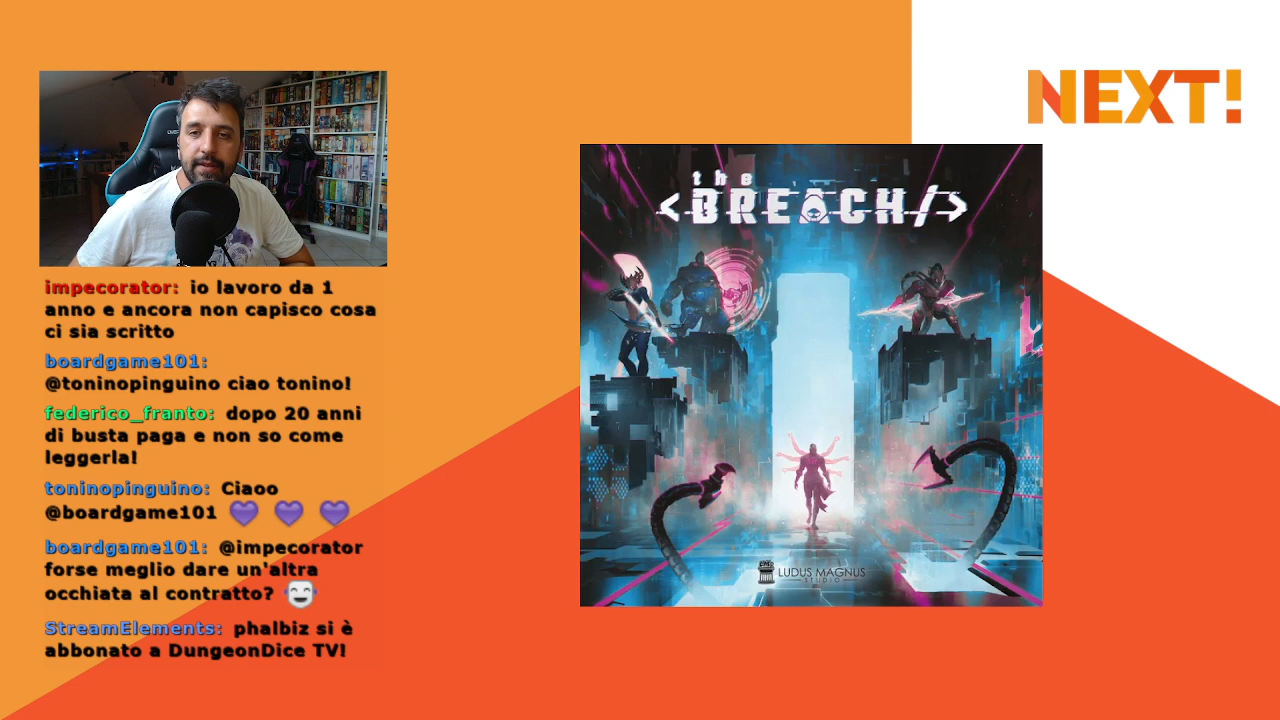 NEXT!
the
<BREACH/>
LUDUS MAGNUS
STUDIO
impecorator: io lavoro da 1
anno e ancora non capisco cosa
ci sia scritto
boardgame101:
@toninopinguino ciao tonino!
federico_franto: dopo 20 anni
di busta paga e non so come
leggerla!
toninopinguino: Ciaoo
@boardgame101 💜 💜 💜
boardgame101: @impecorator
forse meglio dare un'altra
occhiata al contratto?
StreamElements: phalbiz si è
abbonato a DungeonDice TV!